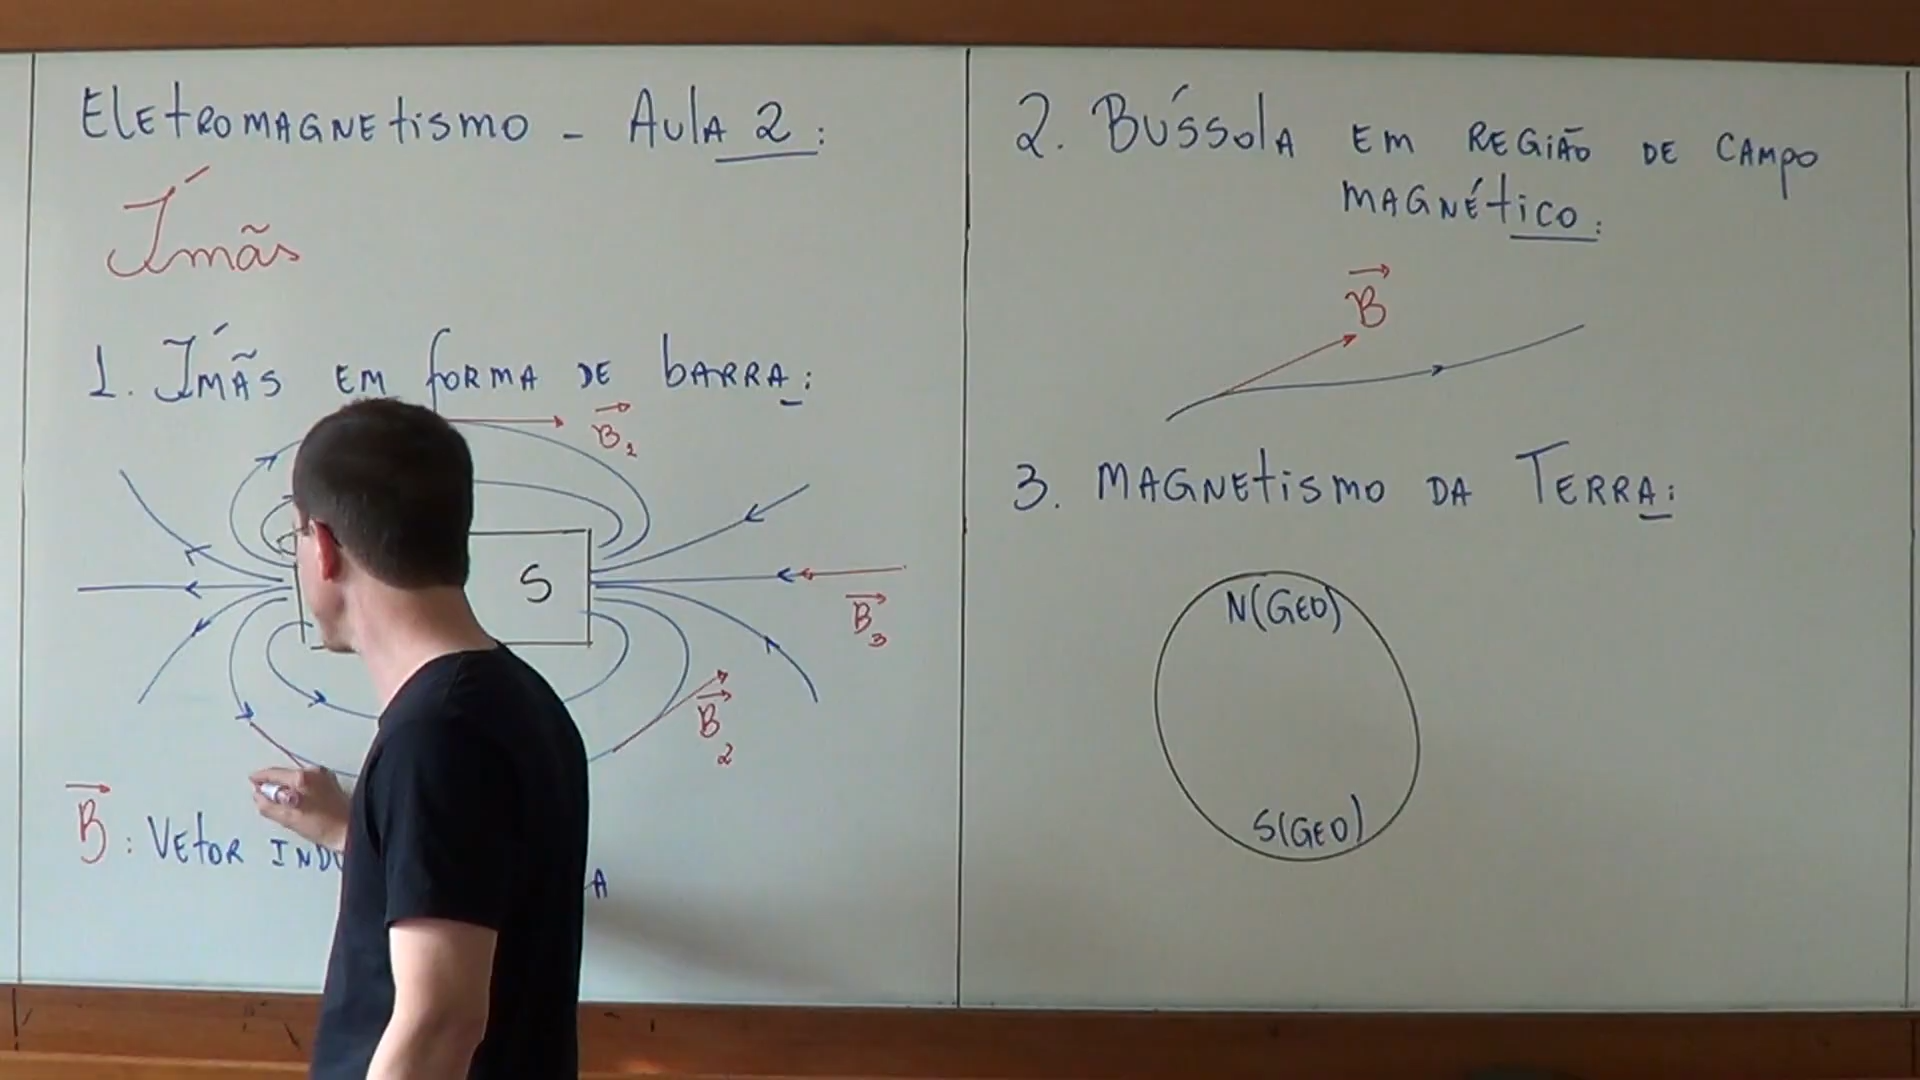 Eletromagnetismo - Aula 2:
Ímãs
1. Ímãs em forma de barra:
B₁
S
B₃
B₂
B: Vetor
2. Bússola em região de campo
magnético:
B
3. Magnetismo da Terra:
N(GEO)
S(GEO)